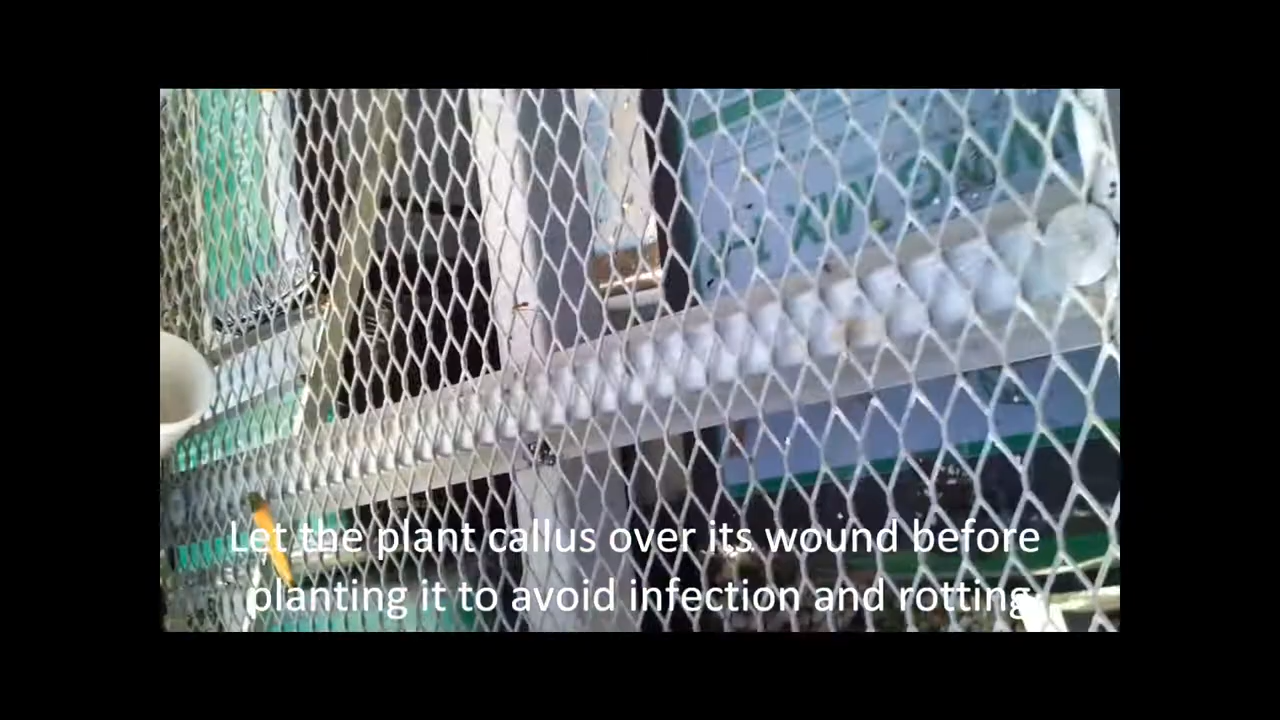 Let the plant callus over its wound before
planting it to avoid infection and rotting